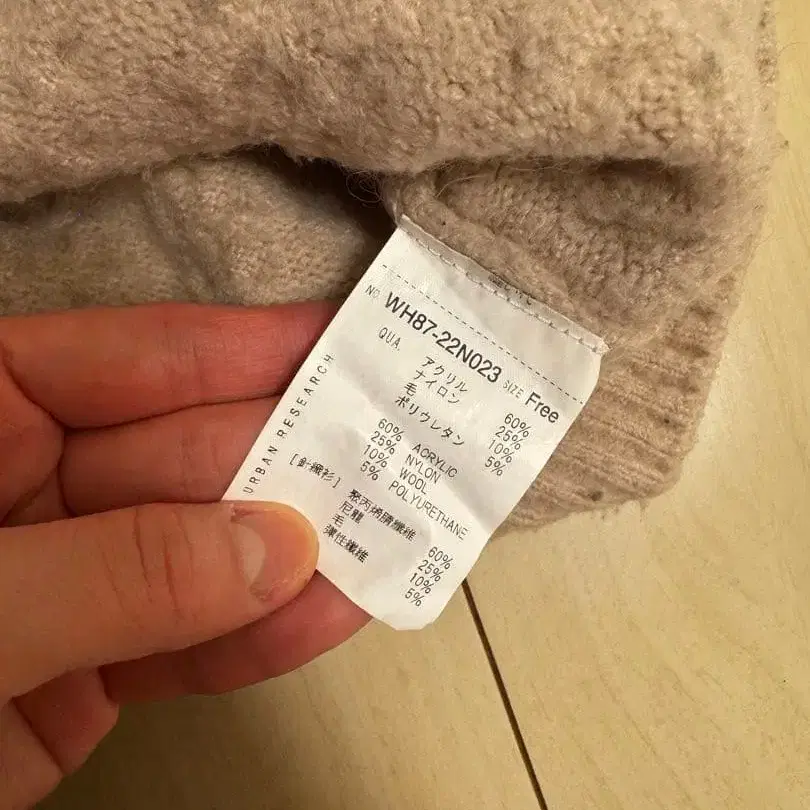 NO. WH87-22N023 SIZE Free
QUA.
アクリル 60%
ナイロン 25%
毛 10%
ポリウレタン 5%
60% ACRYLIC
25% NYLON
10% WOOL
5% POLYURETHANE
[針織衫]
聚丙烯腈纖維 60%
尼龍 25%
毛 10%
彈性纖維 5%
URBAN RESEARCH